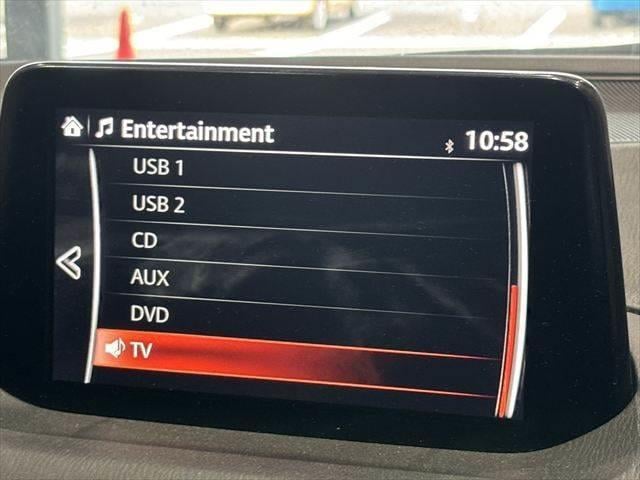 Entertainment 10:58
USB 1
USB 2
CD
AUX
DVD
TV